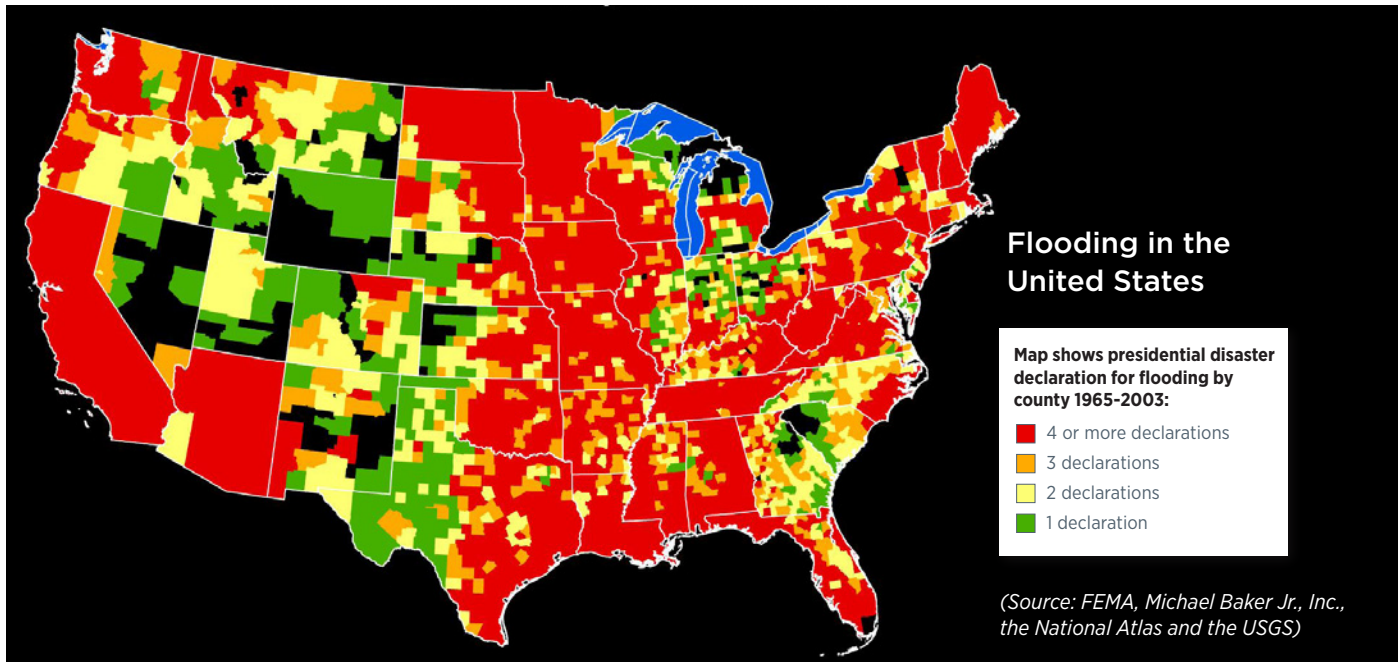 Flooding in the
United States
Map shows presidential disaster
declaration for flooding by
county 1965-2003:
4 or more declarations
3 declarations
2 declarations
1 declaration
(Source: FEMA, Michael Baker Jr., Inc.,
the National Atlas and the USGS)